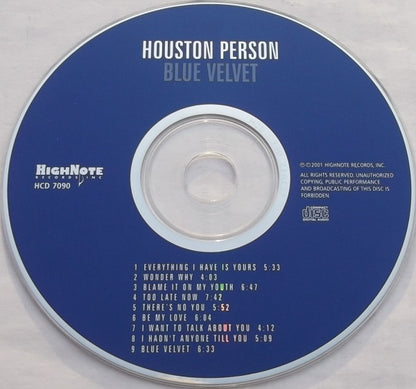 HOUSTON PERSON
BLUE VELVET
HIGHNOTE
RECORDS, INC
HCD 7090
℗ © 2001 HIGHNOTE RECORDS, INC.
ALL RIGHTS RESERVED, UNAUTHORIZED
COPYING, PUBLIC PERFORMANCE
AND BROADCASTING OF THIS DISC IS
FORBIDDEN.
COMPACT
disc
DIGITAL AUDIO
1 EVERYTHING I HAVE IS YOURS 5:33
2 WONDER WHY 4:03
3 BLAME IT ON MY YOUTH 6:47
4 TOO LATE NOW 7:42
5 THERE'S NO YOU 5:52
6 BE MY LOVE 6:04
7 I WANT TO TALK ABOUT YOU 4:12
8 I HADN'T ANYONE TILL YOU 5:09
9 BLUE VELVET 6:33